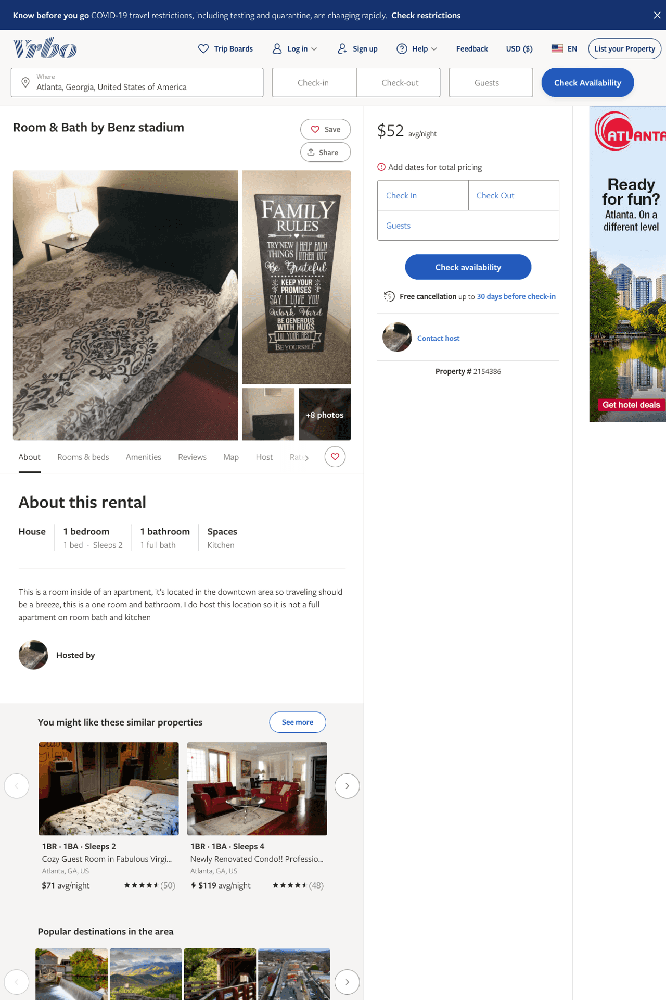 Know before you go COVID-19 travel restrictions, including testing and quarantine, are changing rapidly. Check restrictions
Vrbo
Trip Boards
Log in
Sign up
Help
Feedback
USD ($)
EN
List your Property
Where
Atlanta, Georgia, United States of America
Check-in
Check-out
Guests
Check Availability
Room & Bath by Benz stadium
Save
Share
FAMILY
RULES
TRY NEW
THINGS
HELP EACH
OTHER OUT
Be Grateful
KEEP YOUR
PROMISES
SAY I LOVE YOU
Work Hard
BE GENEROUS
WITH HUGS
DO YOUR BEST
BE YOURSELF
+8 photos
$52 avg/night
Add dates for total pricing
Check In
Check Out
Guests
Check availability
Free cancellation up to 30 days before check-in
Contact host
Property # 2154386
ATLANTA
Ready
for fun?
Atlanta. On a
different level
Get hotel deals
About
Rooms & beds
Amenities
Reviews
Map
Host
Rate
About this rental
House
1 bedroom
1 bed · Sleeps 2
1 bathroom
1 full bath
Spaces
Kitchen
This is a room inside of an apartment, it’s located in the downtown area so traveling should
be a breeze, this is a one room and bathroom. I do host this location so it is not a full
apartment on room bath and kitchen
Hosted by
You might like these similar properties
See more
1BR · 1BA · Sleeps 2
Cozy Guest Room in Fabulous Virgi...
Atlanta, GA, US
$71 avg/night
(50)
1BR · 1BA · Sleeps 4
Newly Renovated Condo!! Professio...
Atlanta, GA, US
$119 avg/night
(48)
Popular destinations in the area